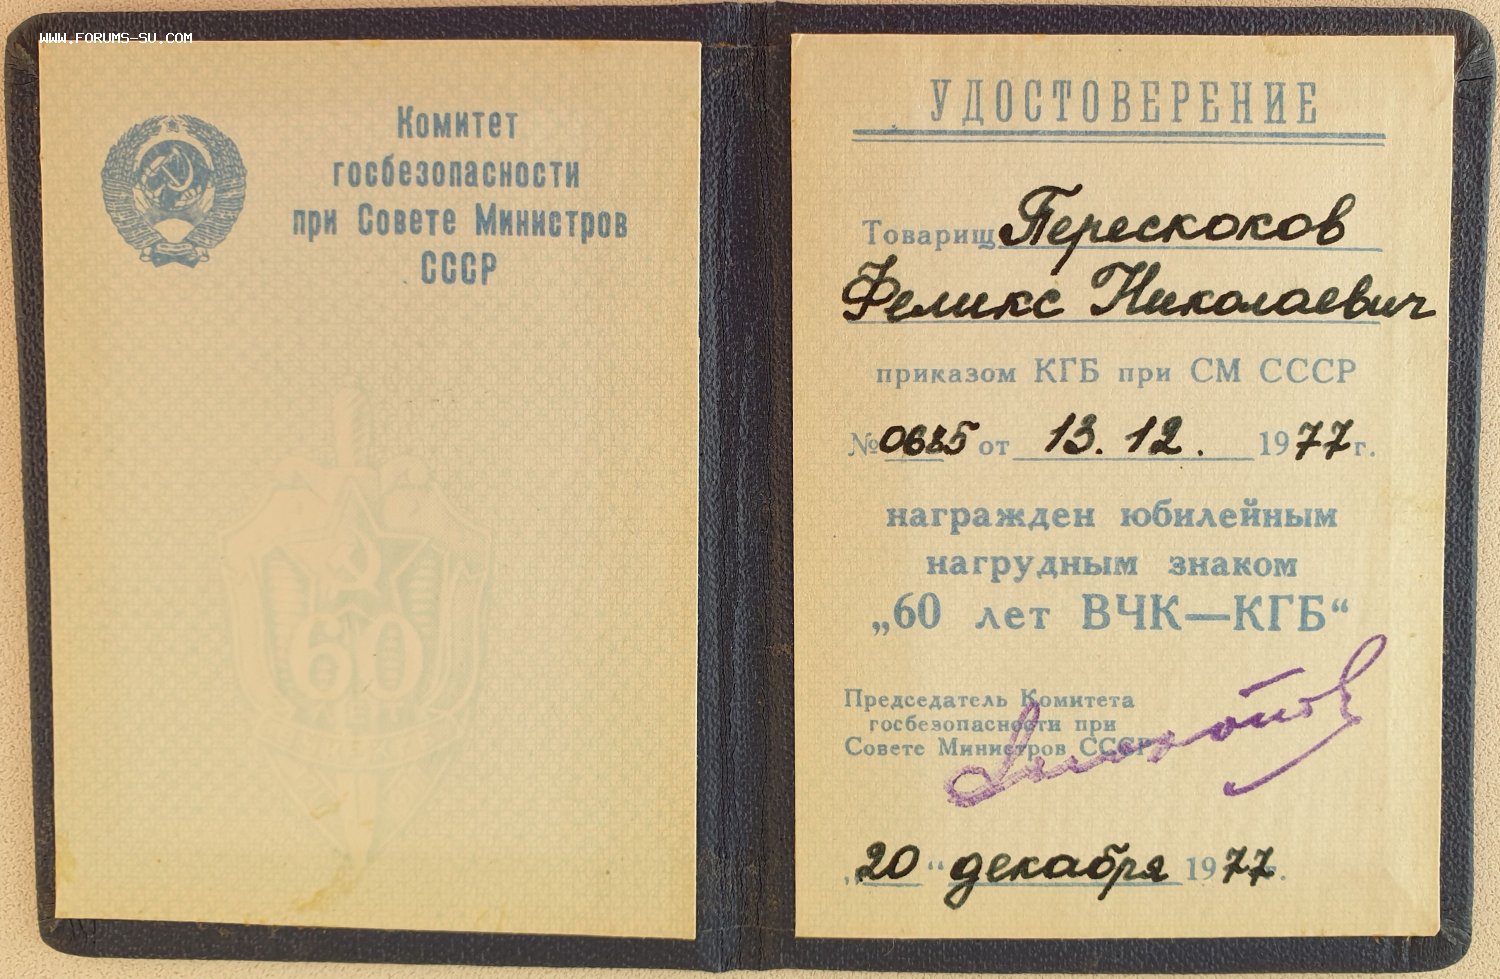 WWW.FORUMS-SU.COM
Комитет
госбезопасности
при Совете Министров
СССР
60
УДОСТОВЕРЕНИЕ
Товарищ Перескоков
Феликс Николаевич
приказом КГБ при СМ СССР
№ 0685 от 13.12. 1977 г.
награжден юбилейным
нагрудным знаком
„60 лет ВЧК—КГБ“
Председатель Комитета
госбезопасности при
Совете Министров СССР
„20“ декабря 1977 г.